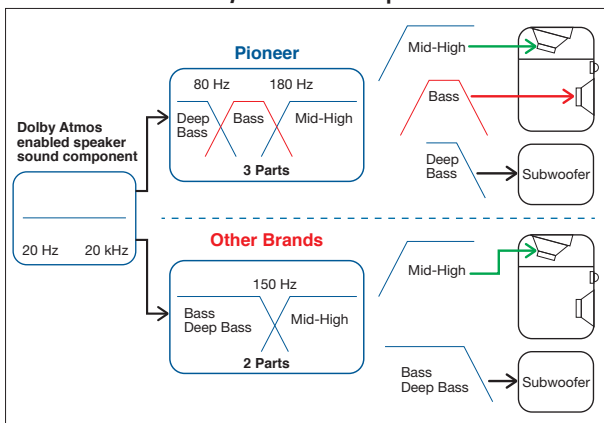 Pioneer
80 Hz 180 Hz
Deep
Bass
Bass
Mid-High
3 Parts
Mid-High
Bass
Deep
Bass
Subwoofer
Dolby Atmos
enabled speaker
sound component
20 Hz 20 kHz
Other Brands
150 Hz
Bass
Deep Bass
Mid-High
2 Parts
Mid-High
Bass
Deep Bass
Subwoofer